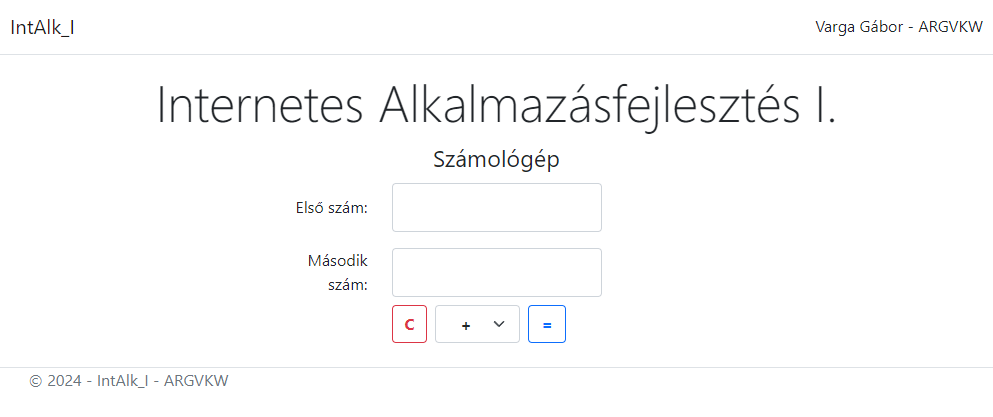 IntAlk_I
Varga Gábor - ARGVKW
Internetes Alkalmazásfejlesztés I.
Számológép
Első szám:
Második
szám:
C + =
© 2024 - IntAlk_I - ARGVKW